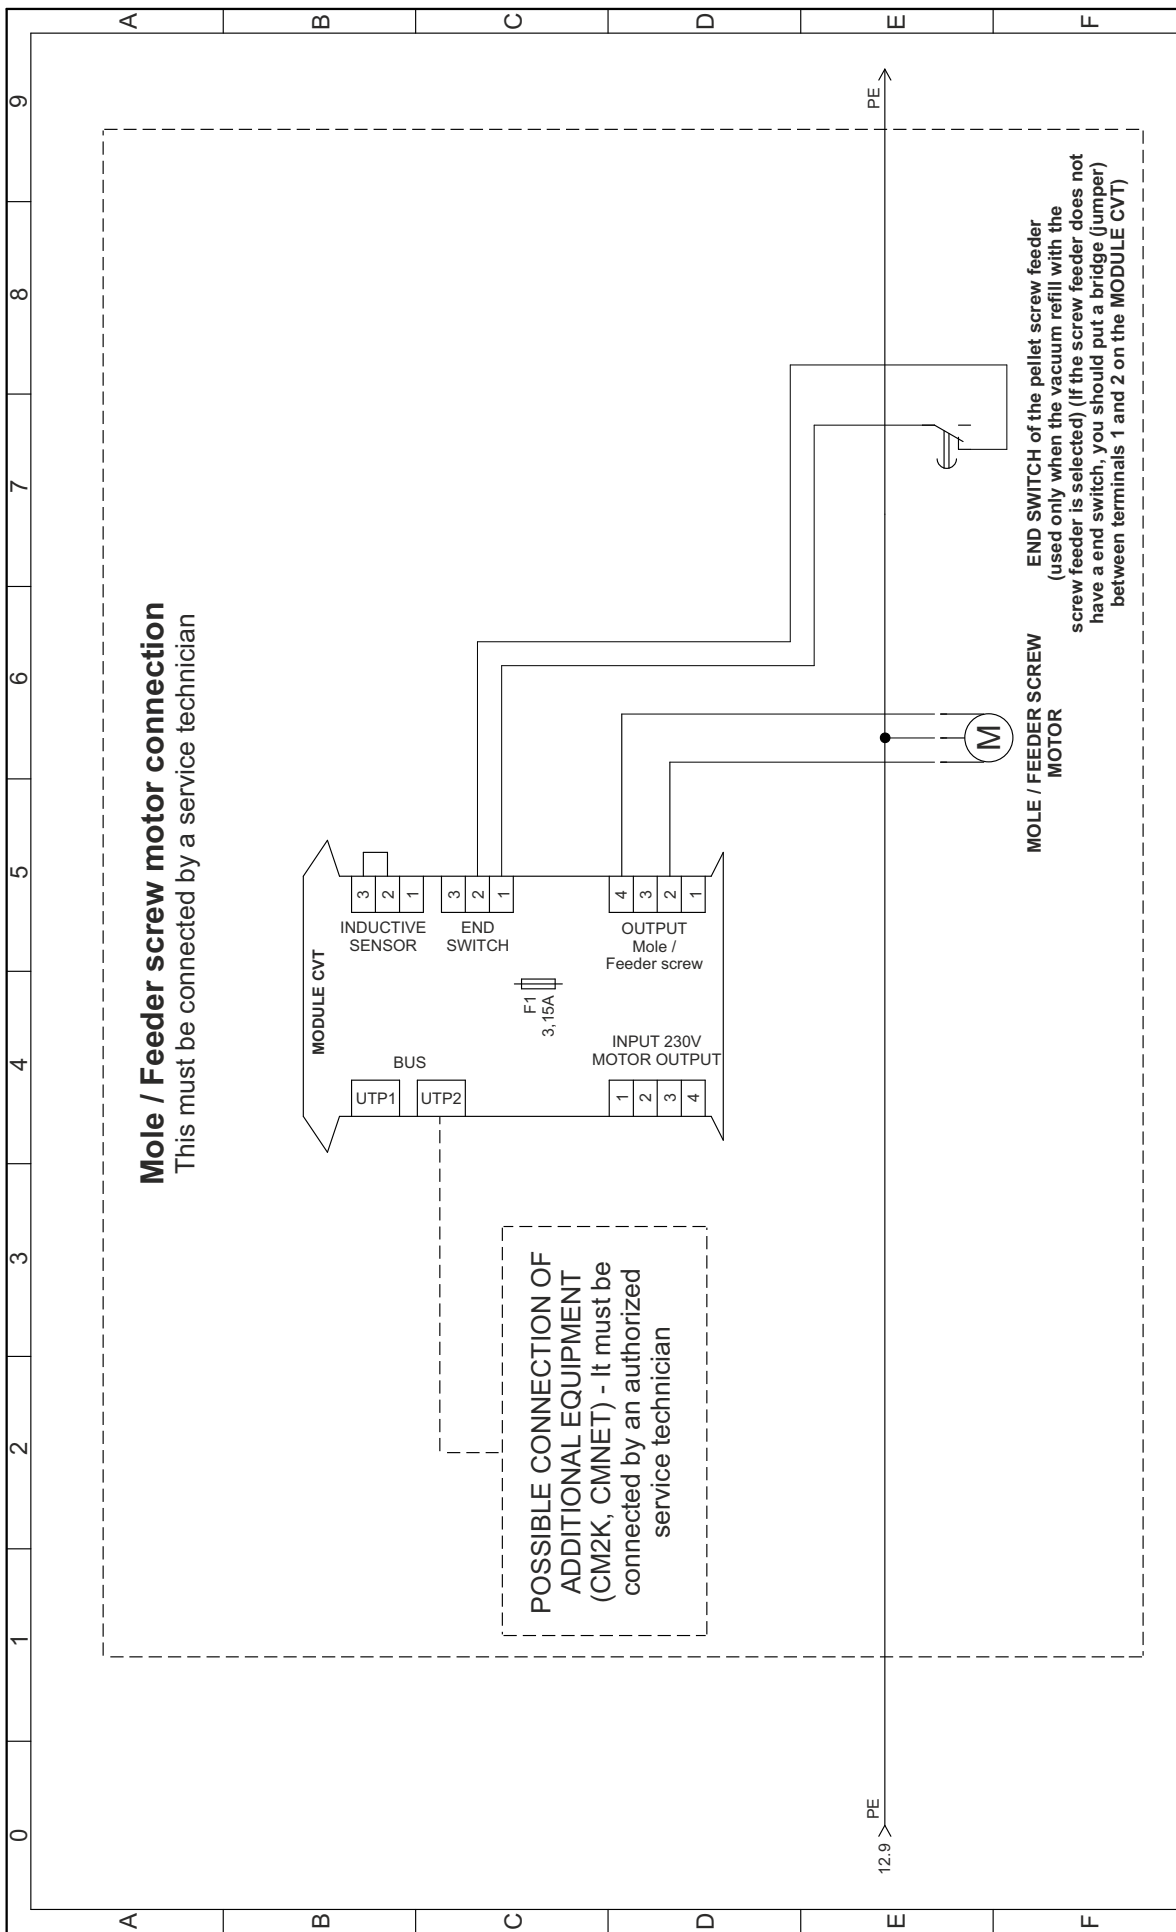 0 1 2 3 4 5 6 7 8 9
A
A
Mole / Feeder screw motor connection
This must be connected by a service technician
B
B
MODULE CVT
BUS
UTP1
UTP2
INDUCTIVE
SENSOR
3
2
1
END
SWITCH
3
2
1
C
C
F1
3,15A
POSSIBLE CONNECTION OF
ADDITIONAL EQUIPMENT
(CM2K, CMNET) - It must be
connected by an authorized
service technician
INPUT 230V
MOTOR OUTPUT
1
2
3
4
OUTPUT
Mole /
Feeder screw
4
3
2
1
D
D
E
12.9
PE
PE
E
M
MOLE / FEEDER SCREW
MOTOR
END SWITCH of the pellet screw feeder
(used only when the vacuum refill with the
screw feeder is selected) (If the screw feeder does not
have a end switch, you should put a bridge (jumper)
between terminals 1 and 2 on the MODULE CVT)
F
F